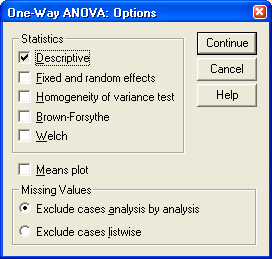 One-Way ANOVA: Options
Statistics
Descriptive
Fixed and random effects
Homogeneity of variance test
Brown-Forsythe
Welch
Means plot
Missing Values
Exclude cases analysis by analysis
Exclude cases listwise
Continue
Cancel
Help